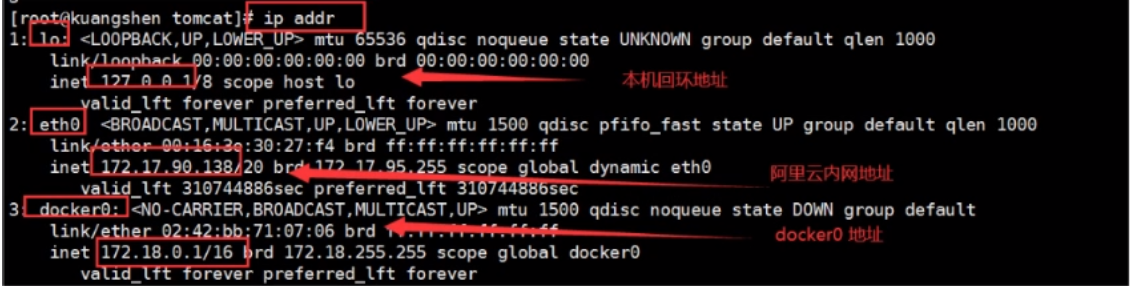 [root@kuangshen tomcat]# ip addr
1: lo: <LOOPBACK,UP,LOWER_UP> mtu 65536 qdisc noqueue state UNKNOWN group default qlen 1000
link/loopback 00:00:00:00:00:00 brd 00:00:00:00:00:00
inet 127.0.0.1/8 scope host lo
本机回环地址
valid_lft forever preferred_lft forever
2: eth0: <BROADCAST,MULTICAST,UP,LOWER_UP> mtu 1500 qdisc pfifo_fast state UP group default qlen 1000
link/ether 00:16:3e:30:27:f4 brd ff:ff:ff:ff:ff:ff
inet 172.17.90.138/20 brd 172.17.95.255 scope global dynamic eth0
阿里云内网地址
valid_lft 310744886sec preferred_lft 310744886sec
3: docker0: <NO-CARRIER,BROADCAST,MULTICAST,UP> mtu 1500 qdisc noqueue state DOWN group default
link/ether 02:42:bb:71:07:06 brd ff:ff:ff:ff:ff:ff
docker0 地址
inet 172.18.0.1/16 brd 172.18.255.255 scope global docker0
valid_lft forever preferred_lft forever